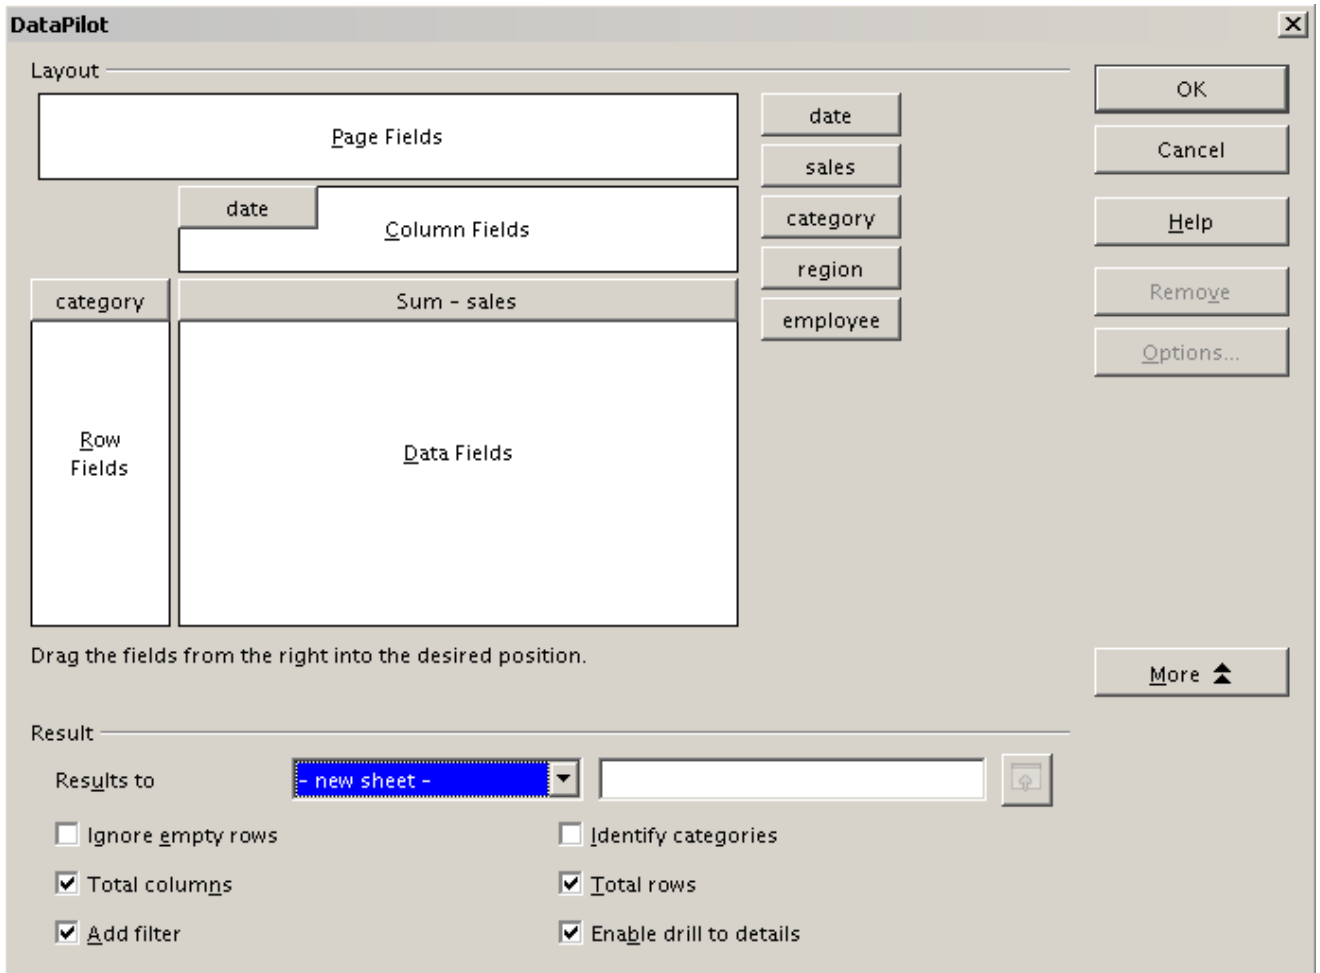 DataPilot
Layout
Page Fields
date
OK
sales
Cancel
date
Column Fields
category
Help
region
category
Sum - sales
Remove
employee
Options...
Row
Fields
Data Fields
Drag the fields from the right into the desired position.
More
Result
Results to
- new sheet -
Ignore empty rows
Identify categories
Total columns
Total rows
Add filter
Enable drill to details